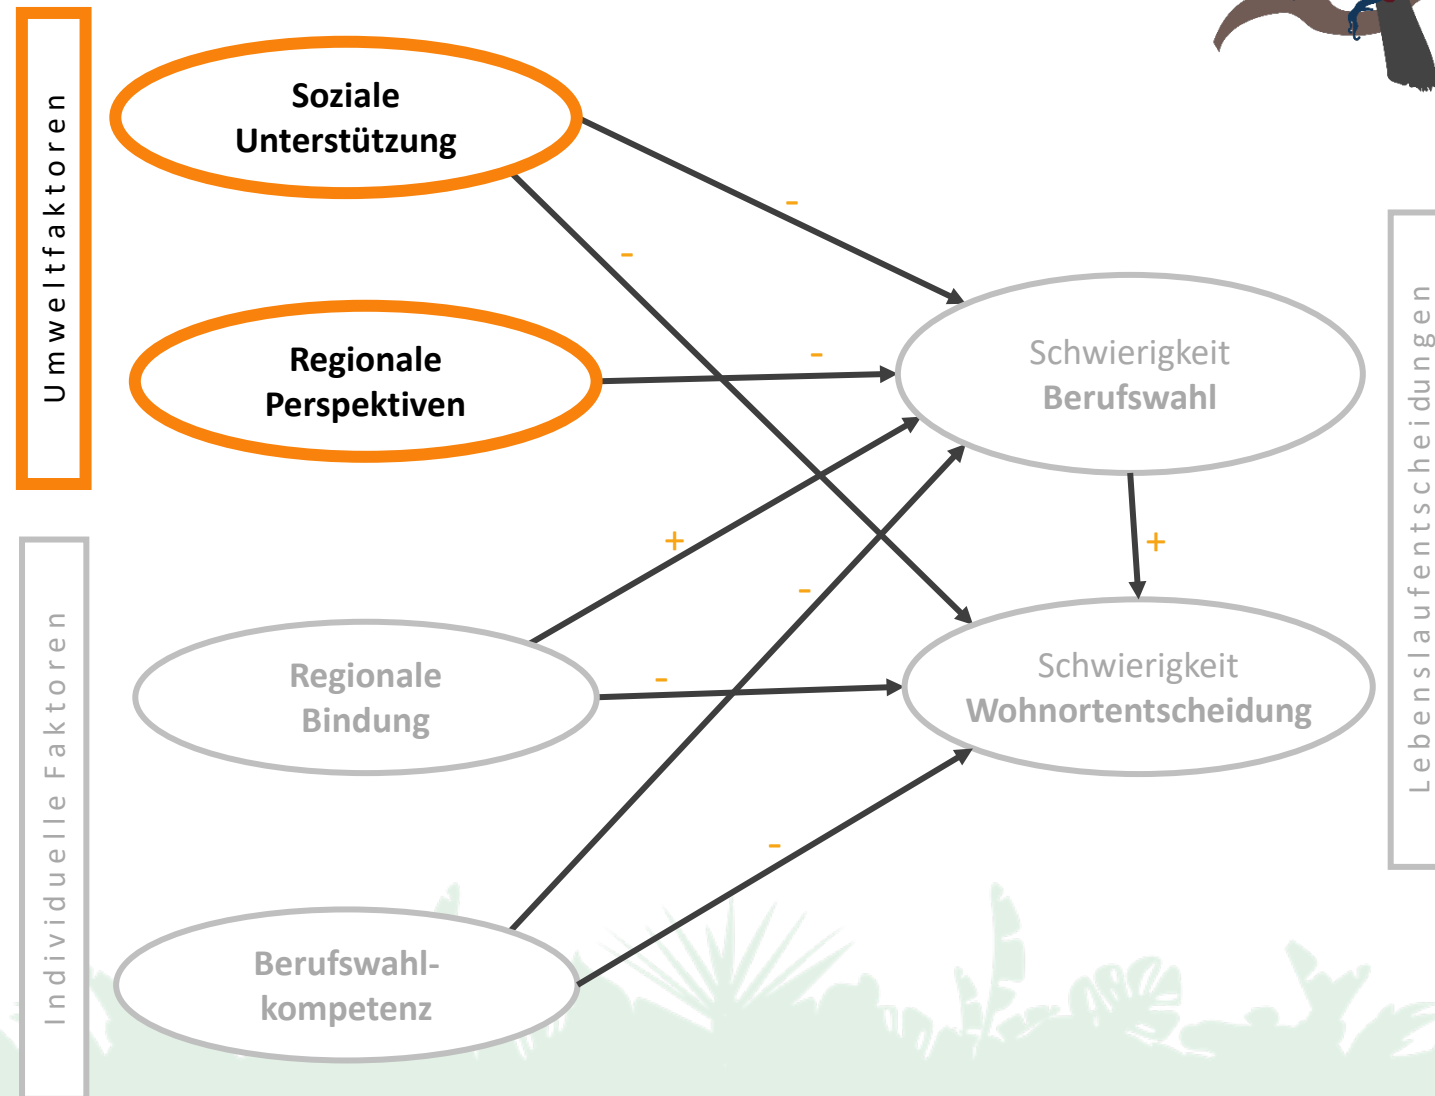 Umweltfaktoren
Soziale
Unterstützung
-
-
Regionale
Perspektiven
-
Schwierigkeit
Berufswahl
Lebenslaufentscheidungen
+
-
+
Individuelle Faktoren
Regionale
Bindung
-
Schwierigkeit
Wohnortentscheidung
-
Berufswahl-
kompetenz